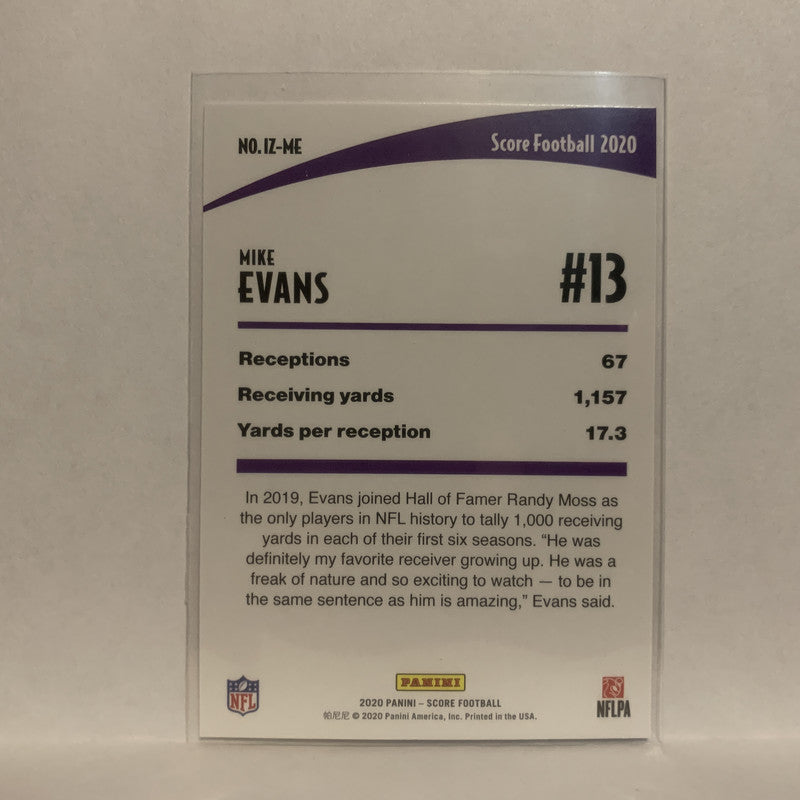 NO. IZ-ME
Score Football 2020
MIKE
EVANS
#13
Receptions 67
Receiving yards 1,157
Yards per reception 17.3
In 2019, Evans joined Hall of Famer Randy Moss as
the only players in NFL history to tally 1,000 receiving
yards in each of their first six seasons. “He was
definitely my favorite receiver growing up. He was a
freak of nature and so exciting to watch — to be in
the same sentence as him is amazing,” Evans said.
NFL
PANINI
NFLPA
2020 PANINI – SCORE FOOTBALL
帕尼尼 © 2020 Panini America, Inc. Printed in the USA.